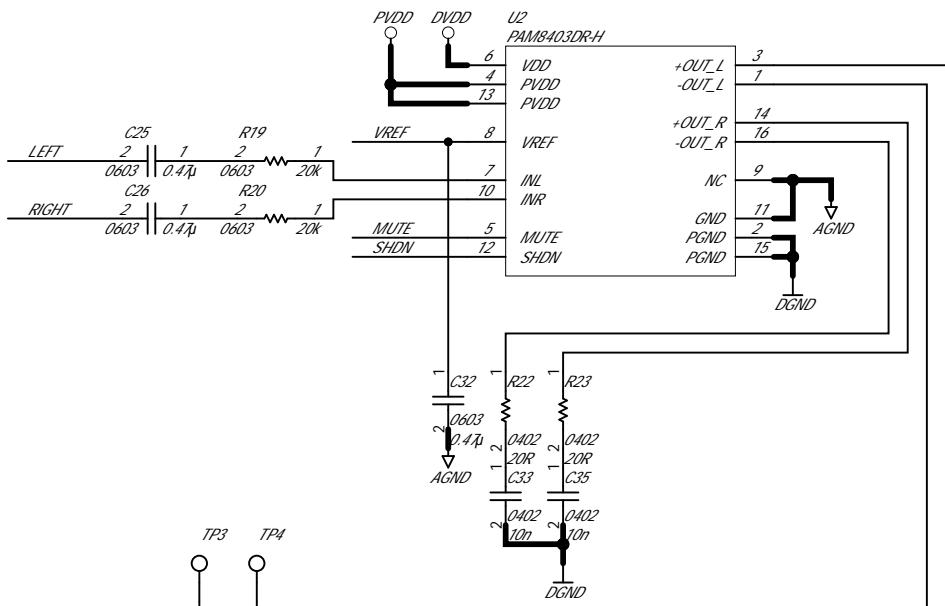 PVDD
DVDD
U2
PAM8403DR-H
6 VDD
4 PVDD
13 PVDD
+OUT_L 3
-OUT_L 1
+OUT_R 14
-OUT_R 16
VREF 8 VREF
C25
R19
LEFT 2 1 2 1
0603 0.47µ 0603 20k
7 INL
NC 9
C26
R20
10 INR
RIGHT 2 1 2 1
0603 0.47µ 0603 20k
GND 11
AGND
MUTE 5 MUTE
PGND 2
SHDN 12 SHDN
PGND 15
DGND
1 C32
2 0603
0.47µ
AGND
1 R22
2 0402
20R
1 R23
2 0402
20R
1 C33
2 0402
10n
1 C35
2 0402
10n
DGND
TP3
TP4